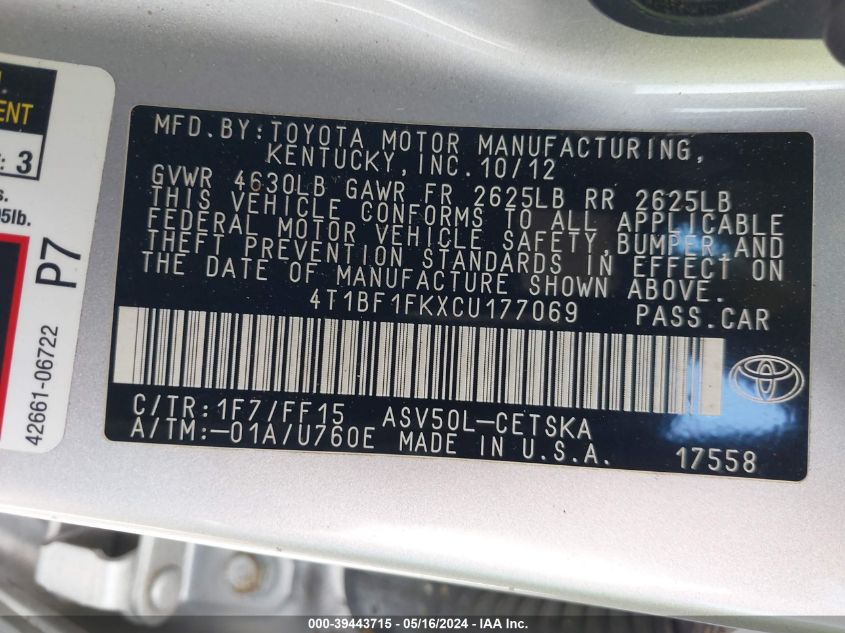 ENT
: 3
s.
5lb.
P7
42661-06722
MFD.BY:TOYOTA MOTOR MANUFACTURING,
KENTUCKY,INC.10/12
GVWR 4630LB GAWR FR 2625LB RR 2625LB
THIS VEHICLE CONFORMS TO ALL APPLICABLE
FEDERAL MOTOR VEHICLE SAFETY,BUMPER,AND
THEFT PREVENTION STANDARDS IN EFFECT ON
THE DATE OF MANUFACTURE SHOWN ABOVE.
4T1BF1FKXCU177069 PASS.CAR
C/TR:1F7/FF15 ASV50L-CETSKA
A/TM:-01A/U760E MADE IN U.S.A. 17558
000-39443715 - 05/16/2024 - IAA Inc.